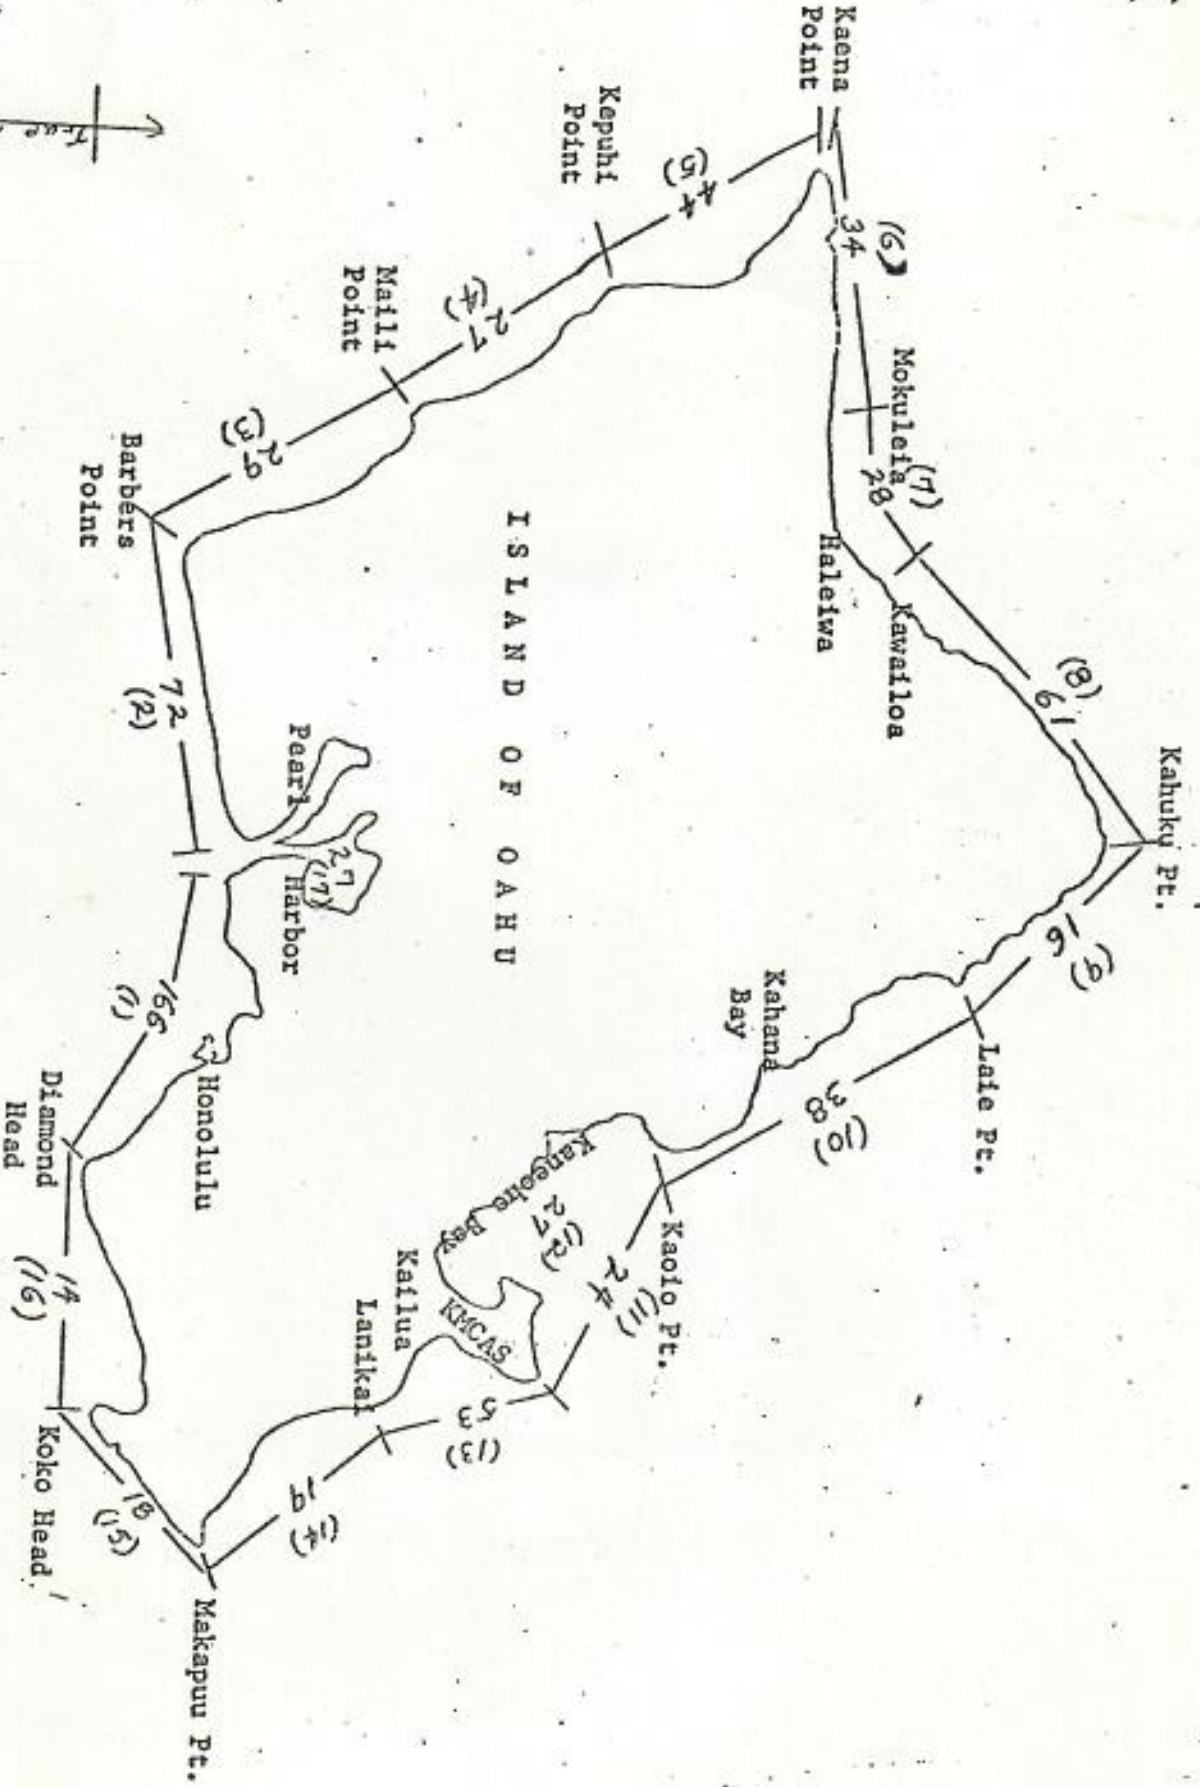 Kahuku Pt.
(8)
61
16
(9)
Laie Pt.
Kaena
Point
(6)
34
Mokuleia
(7)
28
Kawailoa
Haleiwa
Kahana
Bay
38
(10)
Kepuhi
Point
44
(5)
Kaoio Pt.
24
(11)
Kaneohe Bay
27
(12)
ISLAND OF OAHU
KMCAS
53
(13)
27
(4)
Maili
Point
Kailua
Lanikai
Pearl
Harbor
27
(17)
19
(14)
29
(3)
Honolulu
Makapuu Pt.
Barbers
Point
72
(2)
166
(1)
18
(15)
Diamond
Head
14
(16)
Koko Head
True